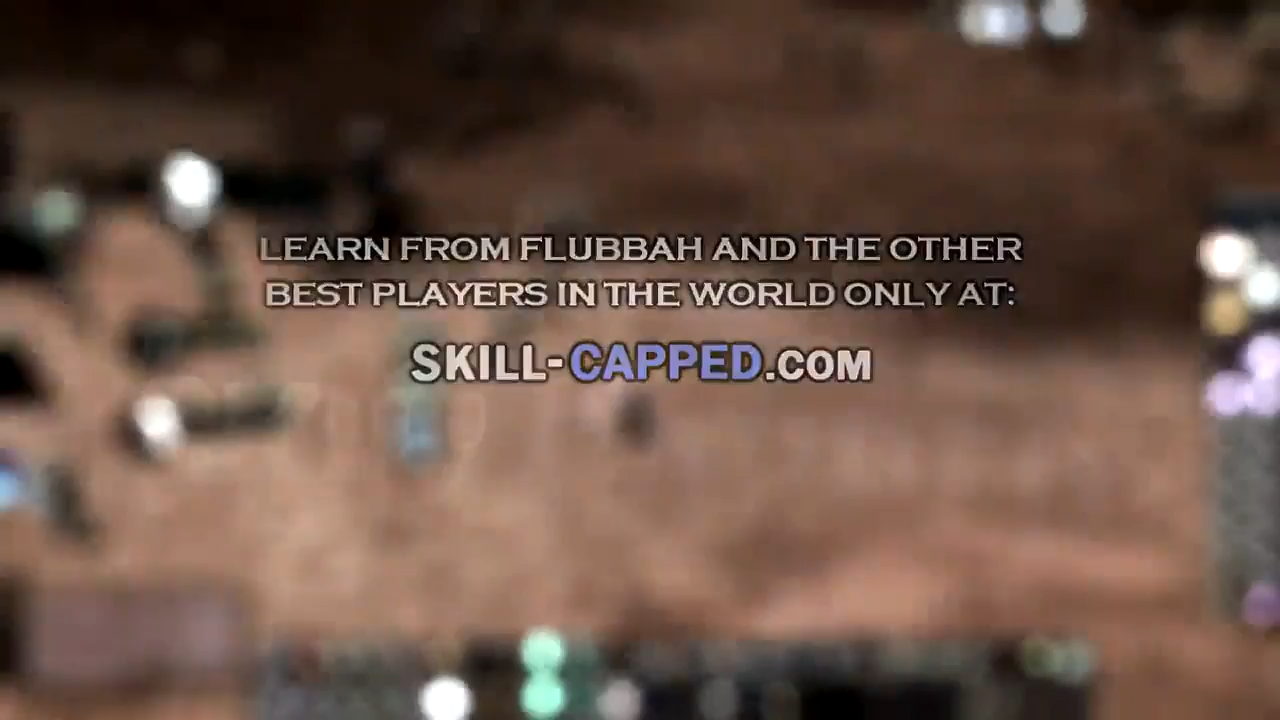 LEARN FROM FLUBBAH AND THE OTHER
BEST PLAYERS IN THE WORLD ONLY AT:
SKILL-CAPPED.COM